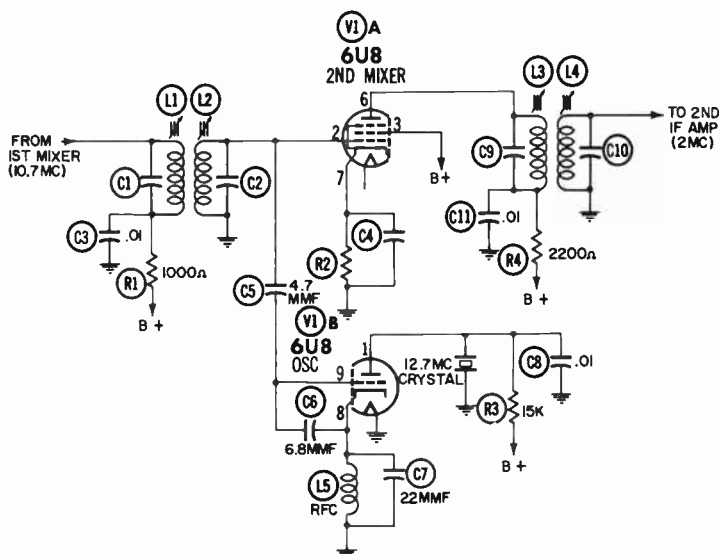 V1 A
6U8
2ND MIXER
L1
L2
L3
L4
6
2
3
7
FROM
1ST MIXER
(10.7MC)
TO 2ND
IF AMP
(2MC)
C1
C2
C9
C10
B+
C3
.01
C4
C11
.01
R1
1000Ω
R2
R4
2200Ω
B+
B+
C5
4.7
MMF
V1 B
6U8
OSC
1
9
8
12.7MC
CRYSTAL
C8
.01
C6
6.8MMF
R3
15K
B+
L5
RFC
C7
22MMF